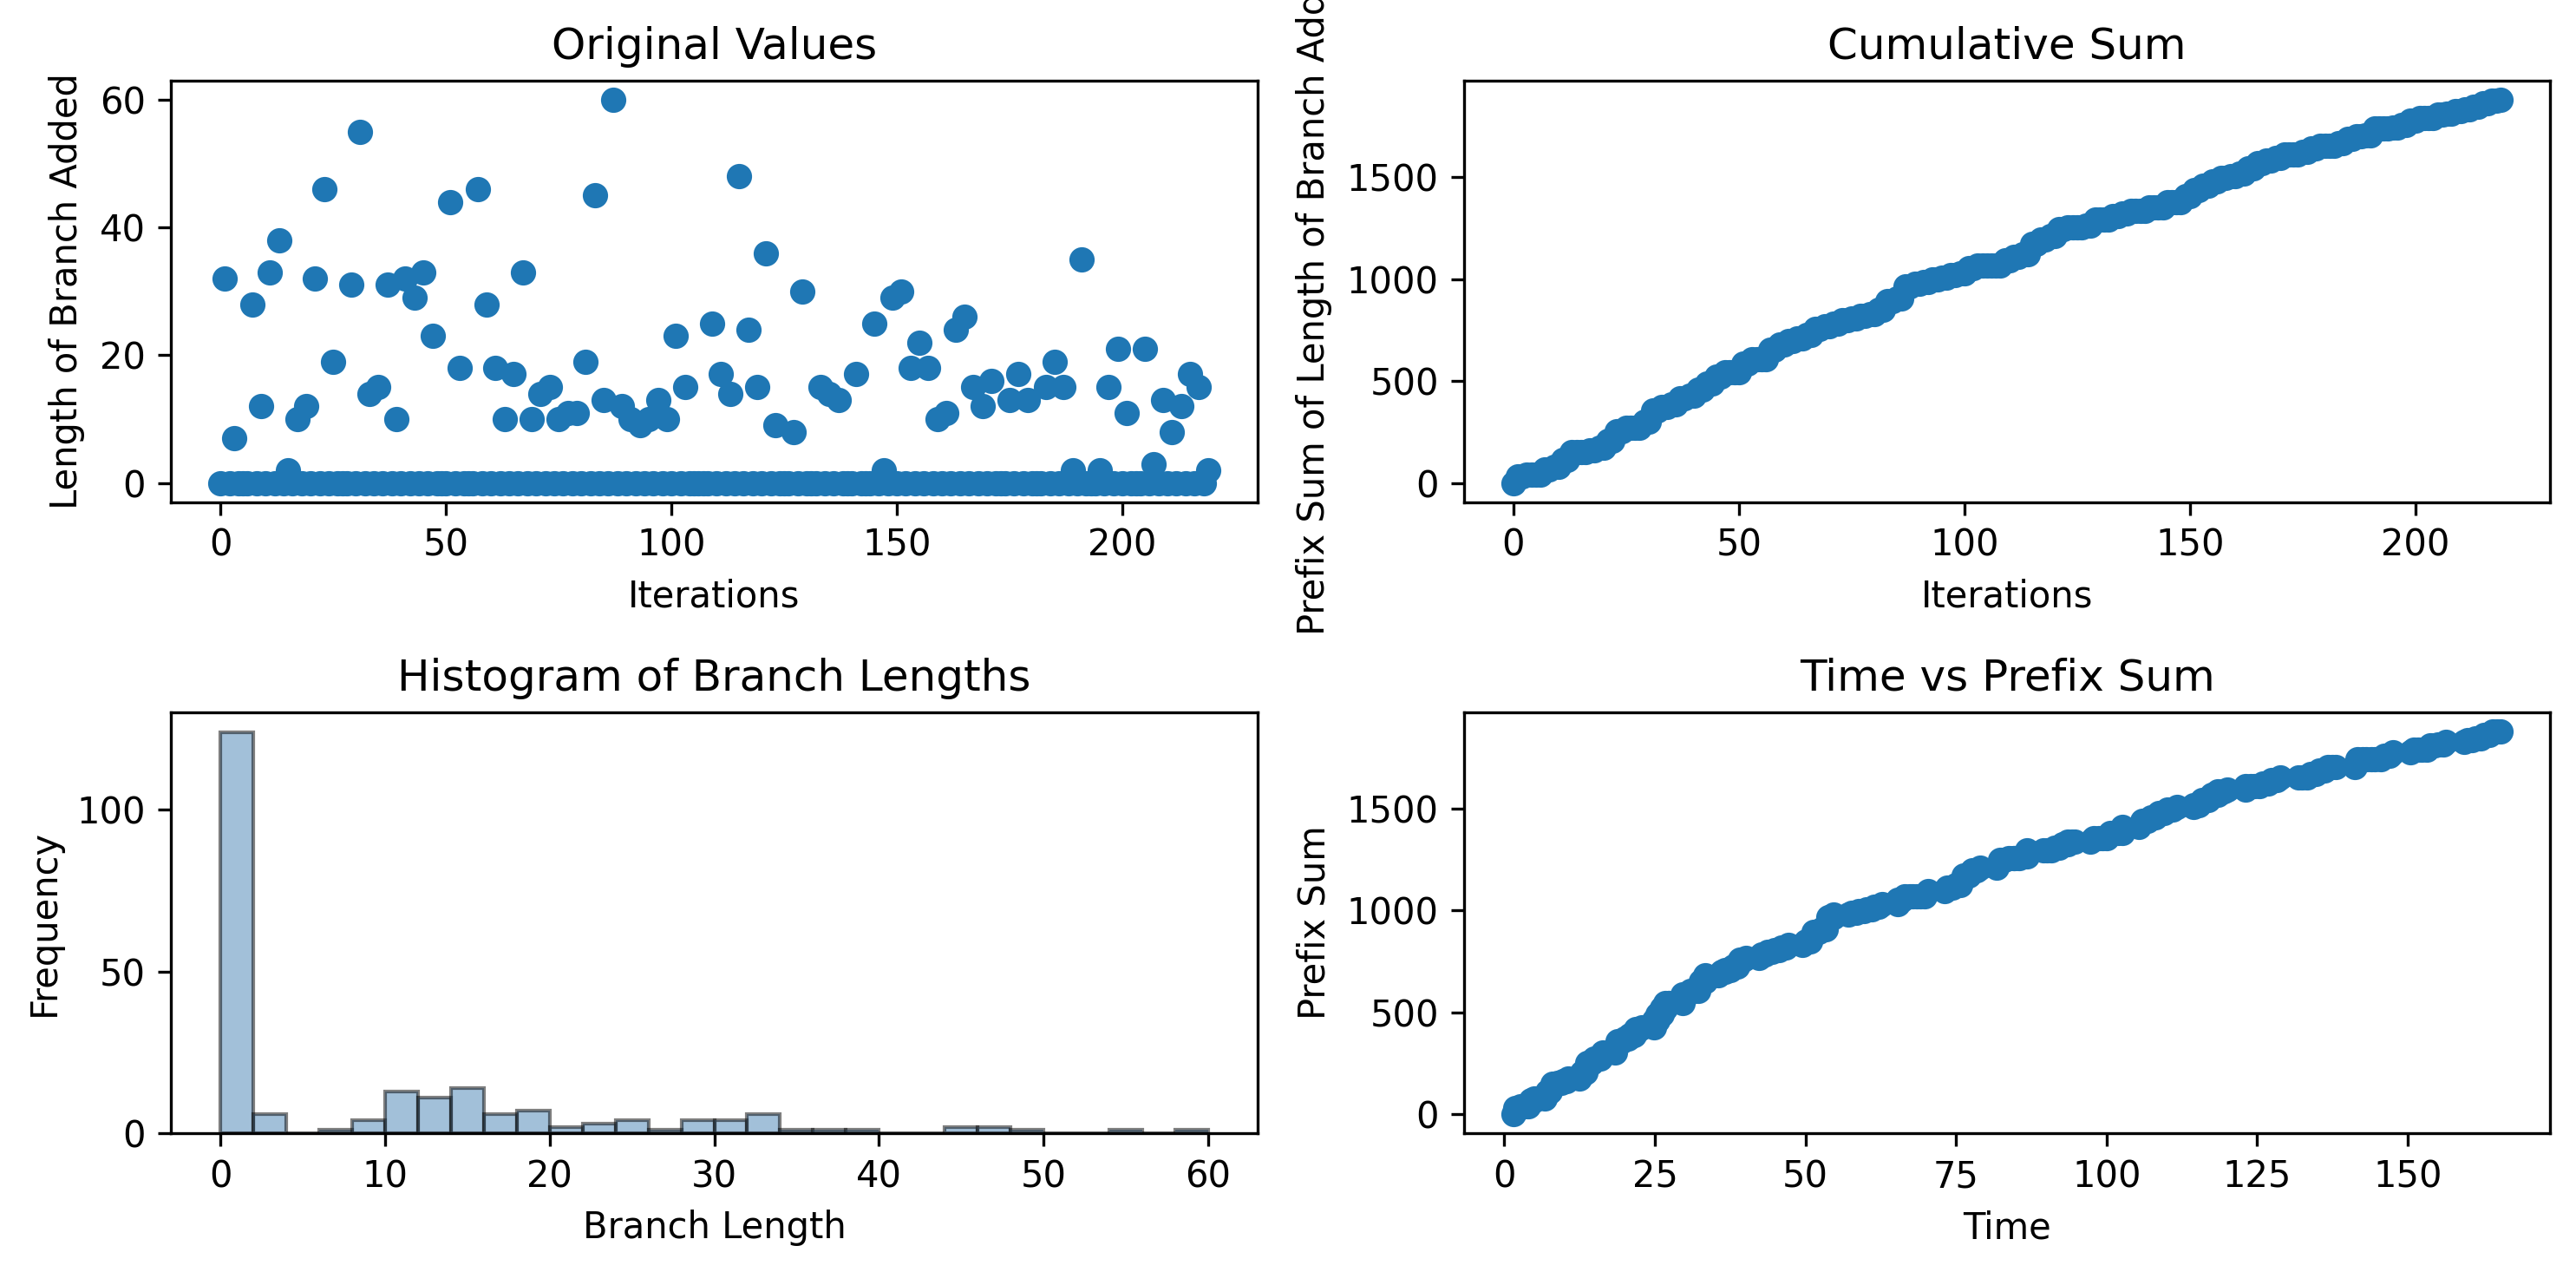 Original Values
Length of Branch Added
60
40
20
0
0 50 100 150 200
Iterations
Cumulative Sum
Prefix Sum of Length of Branch
1500
1000
500
0
0 50 100 150 200
Iterations
Histogram of Branch Lengths
Frequency
100
50
0
0 10 20 30 40 50 60
Branch Length
Time vs Prefix Sum
Prefix Sum
1500
1000
500
0
0 25 50 75 100 125 150
Time